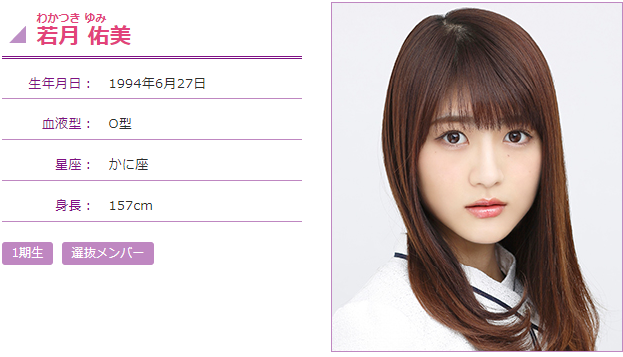 わかつき ゆみ
若月 佑美
生年月日： 1994年6月27日
血液型： O型
星座： かに座
身長： 157cm
1期生 選抜メンバー